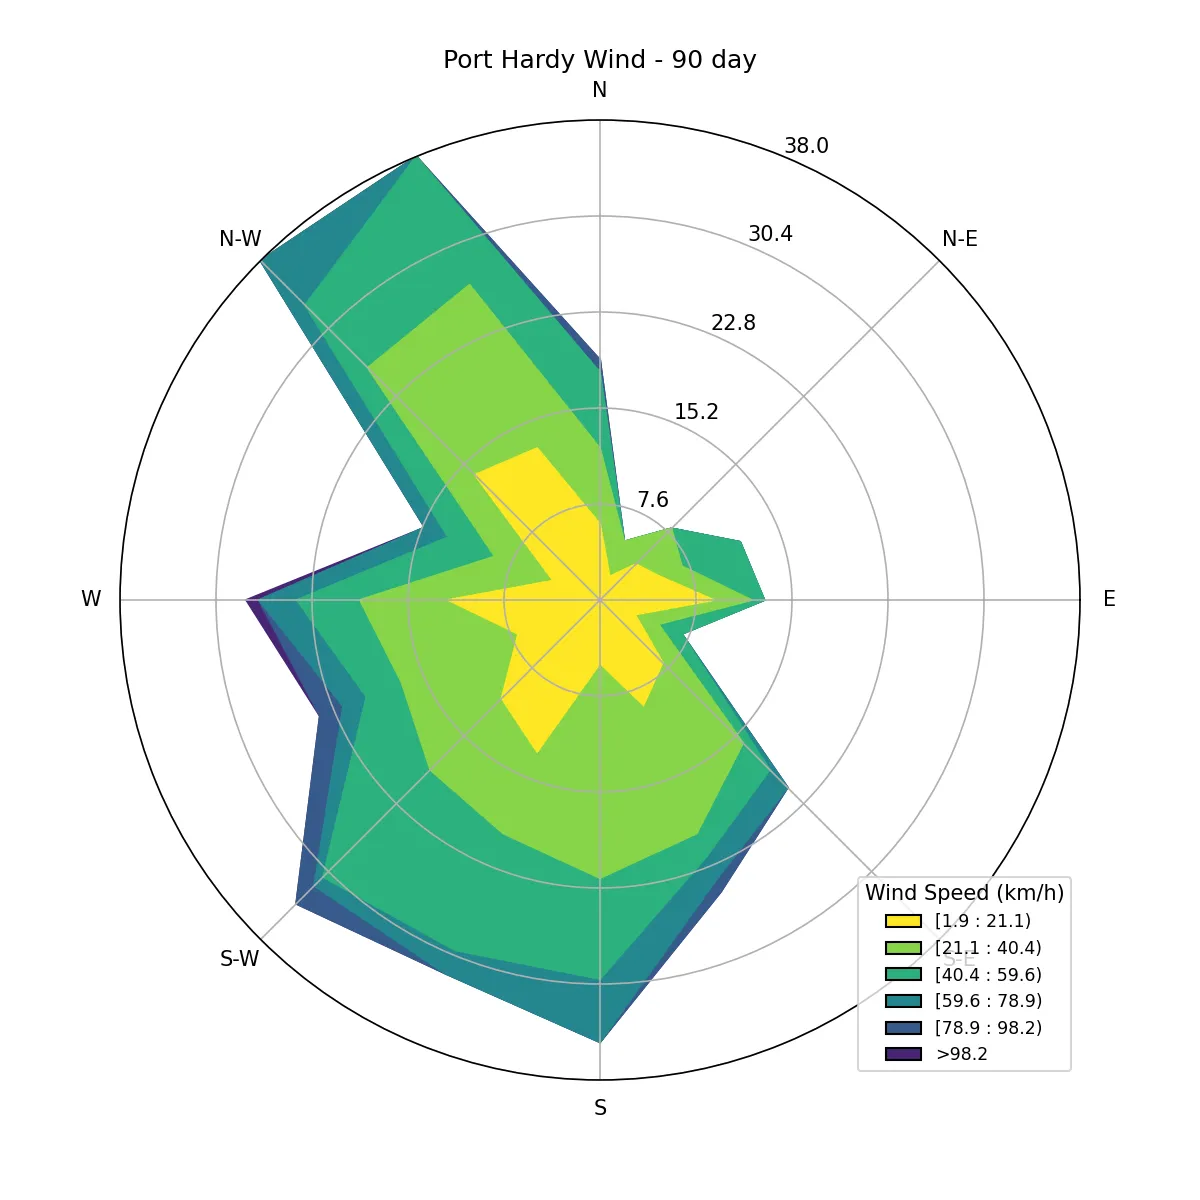 Port Hardy Wind - 90 day
N
38.0
30.4
N-W
N-E
22.8
15.2
7.6
W
E
S-W
S-E
S
Wind Speed (km/h)
[1.9 : 21.1)
[21.1 : 40.4)
[40.4 : 59.6)
[59.6 : 78.9)
[78.9 : 98.2)
>98.2